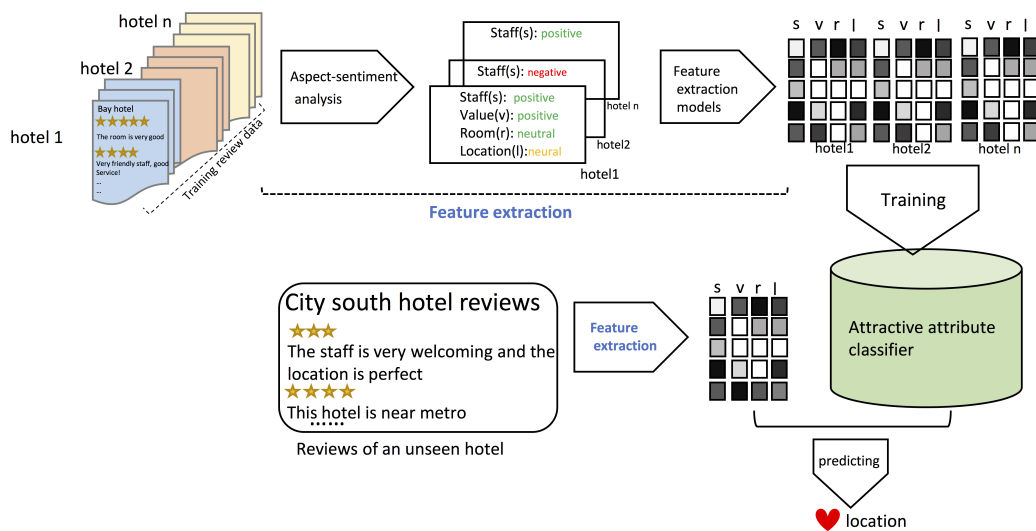 hotel n
hotel 2
hotel 1
Bay hotel
The room is very good
Very friendly staff, good
Service!
...
...
Training review data
Aspect-sentiment
analysis
Staff(s): positive
Staff(s): negative
Staff(s): positive
Value(v): positive
Room(r): neutral
Location(l):neural
hotel n
hotel2
hotel1
Feature
extraction
models
s v r l s v r l s v r l
hotel1 hotel2 hotel n
Feature extraction
Training
City south hotel reviews
The staff is very welcoming and the
location is perfect
This hotel is near metro
......
Reviews of an unseen hotel
Feature
extraction
s v r l
Attractive attribute
classifier
predicting
location